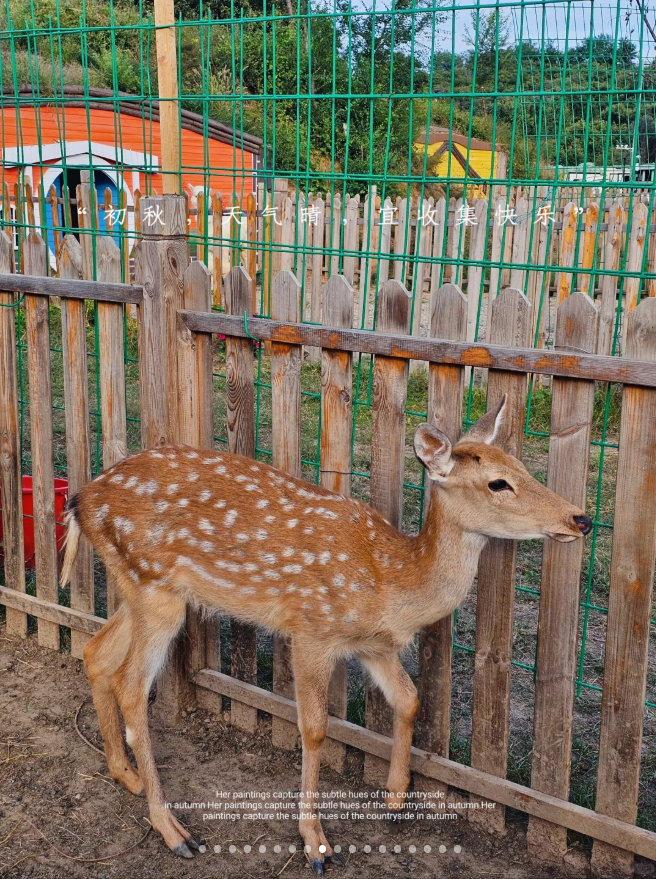 “初秋，天气晴，宜收集快乐”
Her paintings capture the subtle hues of the countryside
in autumn Her paintings capture the subtle hues of the countryside in autumn Her
paintings capture the subtle hues of the countryside in autumn